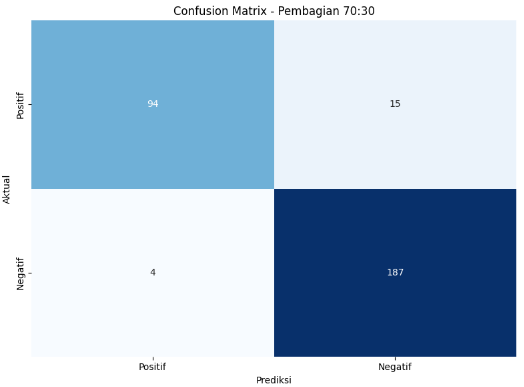 Confusion Matrix - Pembagian 70:30
Aktual
Positif
94
15
Negatif
4
187
Positif
Negatif
Prediksi